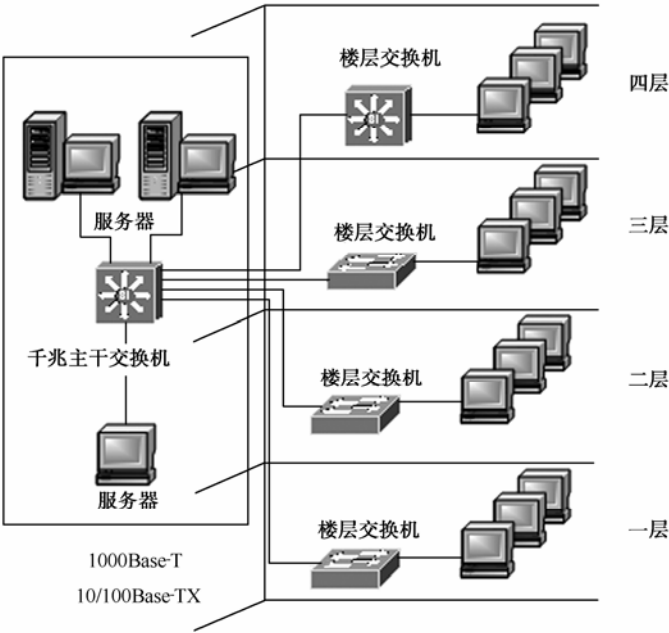 楼层交换机
四层
服务器
楼层交换机
三层
SI
SI
千兆主干交换机
楼层交换机
二层
服务器
楼层交换机
一层
1000Base-T
10/100Base-TX